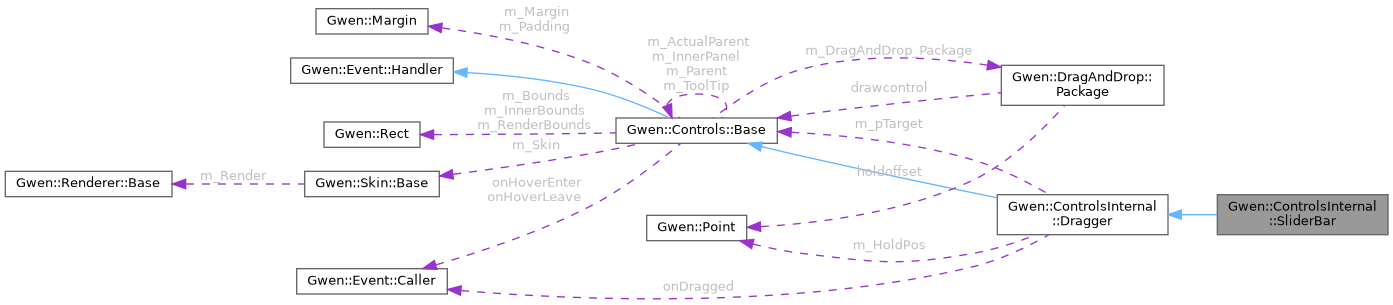 Gwen::Margin
m_Margin
m_Padding
Gwen::Event::Handler
m_ActualParent
m_InnerPanel
m_Parent
m_ToolTip
m_DragAndDrop_Package
Gwen::DragAndDrop::
Package
drawcontrol
m_Bounds
m_InnerBounds
m_RenderBounds
Gwen::Rect
Gwen::Controls::Base
m_pTarget
m_Skin
holdoffset
Gwen::Renderer::Base
m_Render
Gwen::Skin::Base
onHoverEnter
onHoverLeave
Gwen::Point
Gwen::ControlsInternal
::Dragger
Gwen::ControlsInternal
::SliderBar
m_HoldPos
Gwen::Event::Caller
onDragged